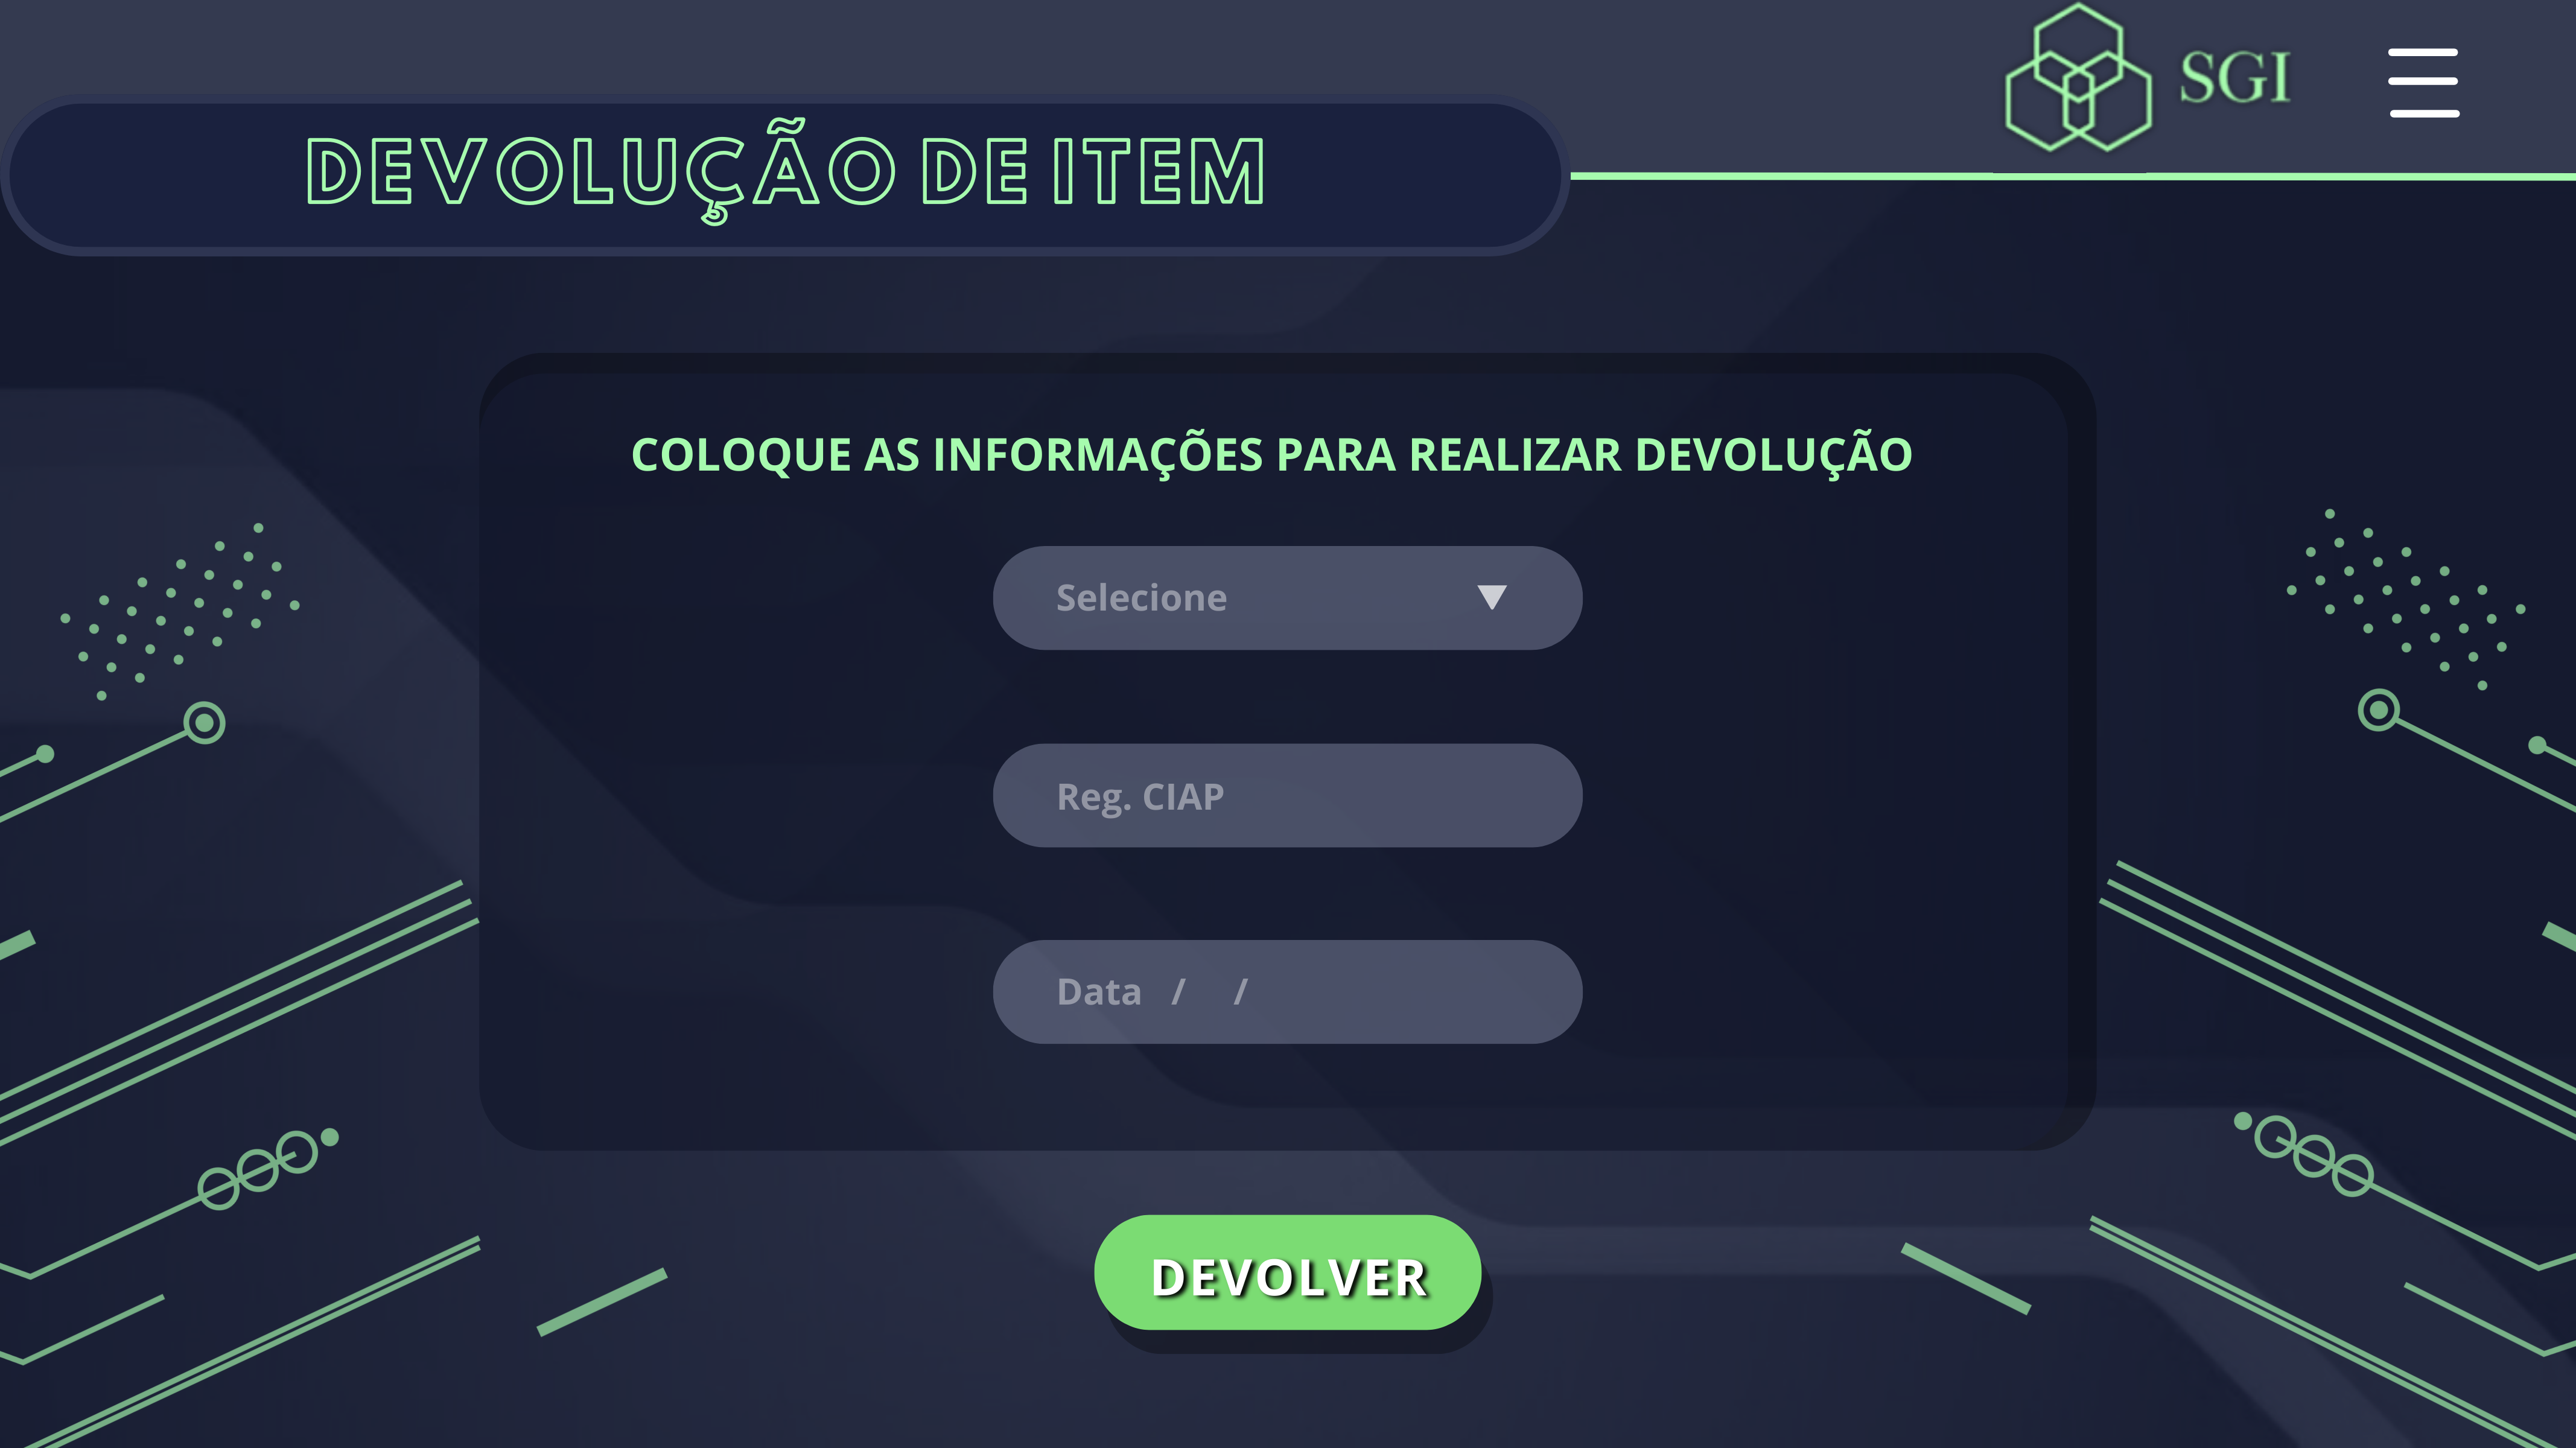 SGI
DEVOLUÇÃO DE ITEM
COLOQUE AS INFORMAÇÕES PARA REALIZAR DEVOLUÇÃO
Selecione
Reg. CIAP
Data / /
DEVOLVER